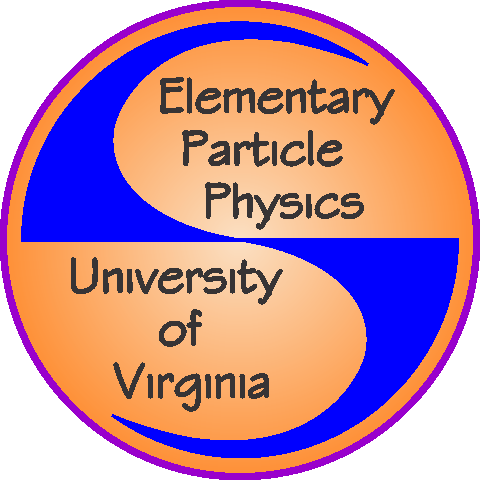 Elementary
Particle
Physics
University
of
Virginia